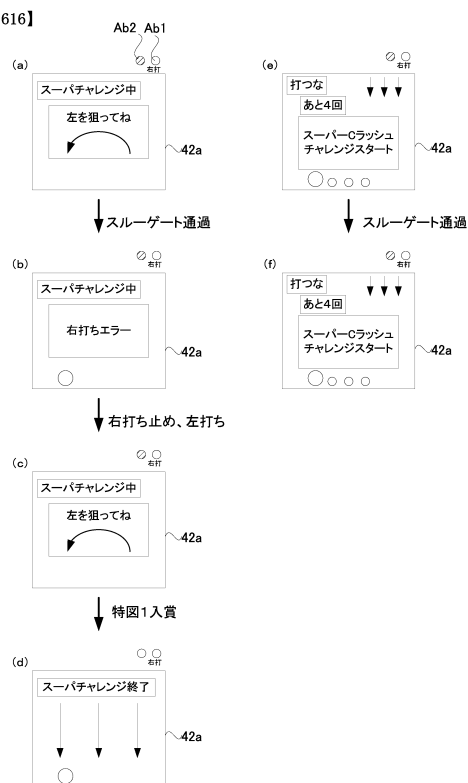 616】
Ab2 Ab1
(a)
右打
スーパチャレンジ中
左を狙ってね
42a
スルーゲート通過
(b)
右打
スーパチャレンジ中
右打ちエラー
42a
右打ち止め、左打ち
(c)
右打
スーパチャレンジ中
左を狙ってね
42a
特図1入賞
(d)
右打
スーパチャレンジ終了
42a
(e)
右打
打つな
あと4回
スーパーCラッシュ
チャレンジスタート
42a
スルーゲート通過
(f)
右打
打つな
あと4回
スーパーCラッシュ
チャレンジスタート
42a